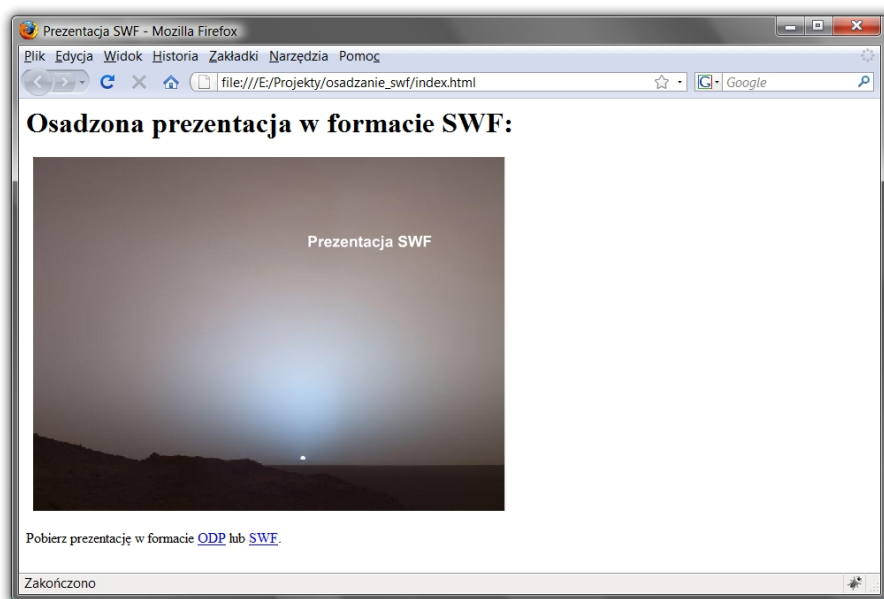 Prezentacja SWF - Mozilla Firefox
Plik Edycja Widok Historia Zakładki Narzędzia Pomoc
file:///E:/Projekty/osadzanie_swf/index.html
G
Google
Osadzona prezentacja w formacie SWF:
Prezentacja SWF
Pobierz prezentację w formacie ODP lub SWF.
Zakończono